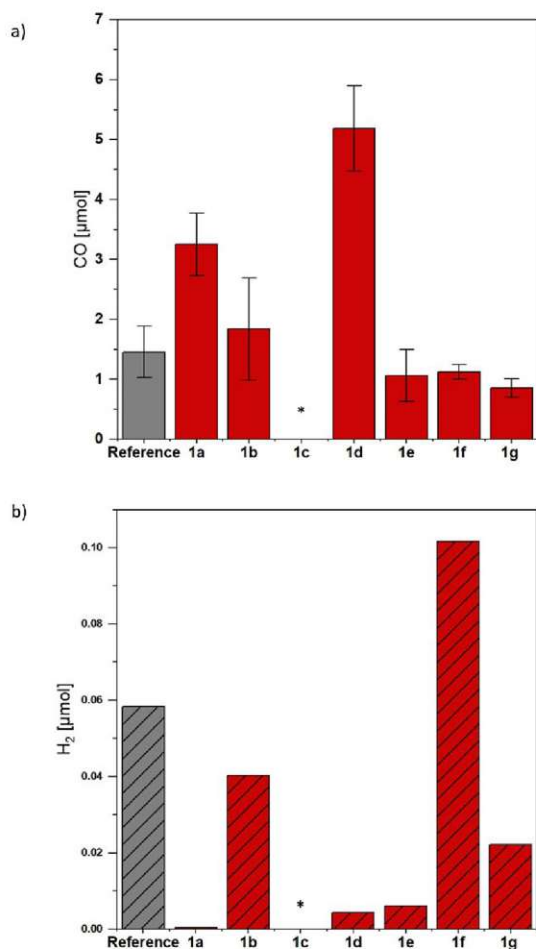 a)
7
6
5
4
3
2
1
0
CO [µmol]
*
Reference 1a 1b 1c 1d 1e 1f 1g
b)
0.10
0.08
0.06
0.04
0.02
0.00
H₂ [µmol]
*
Reference 1a 1b 1c 1d 1e 1f 1g